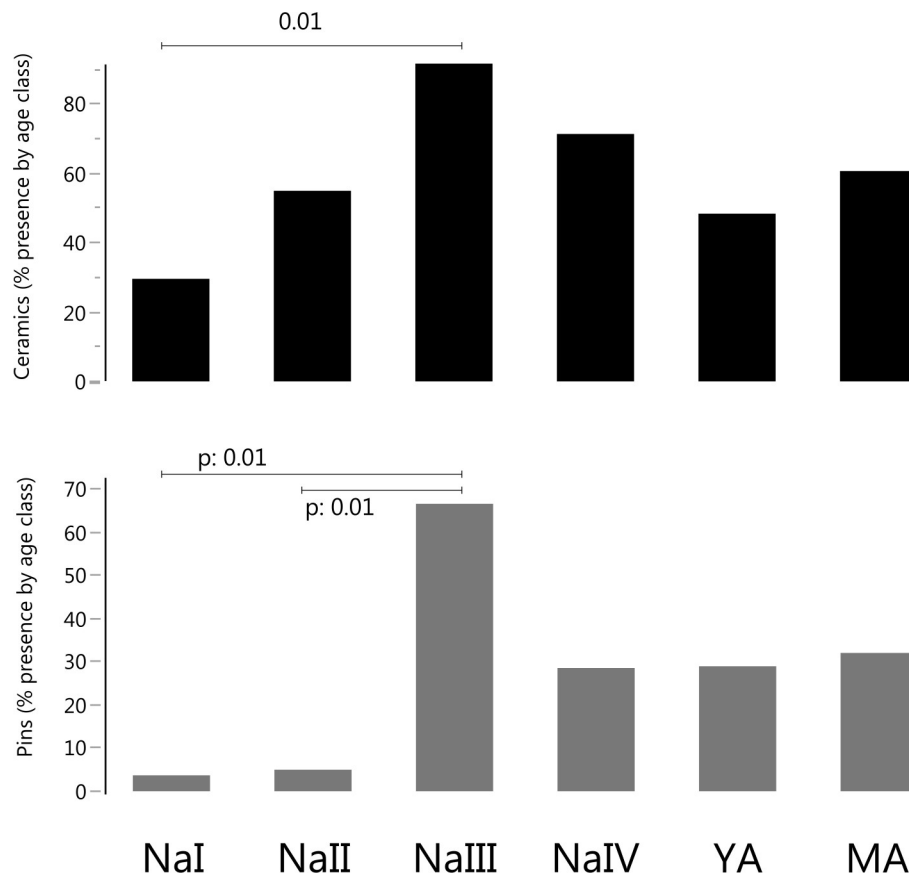 0.01
Ceramics (% presence by age class)
80
60
40
20
0
p: 0.01
p: 0.01
Pins (% presence by age class)
70
60
50
40
30
20
10
0
NaI NaII NaIII NaIV YA MA